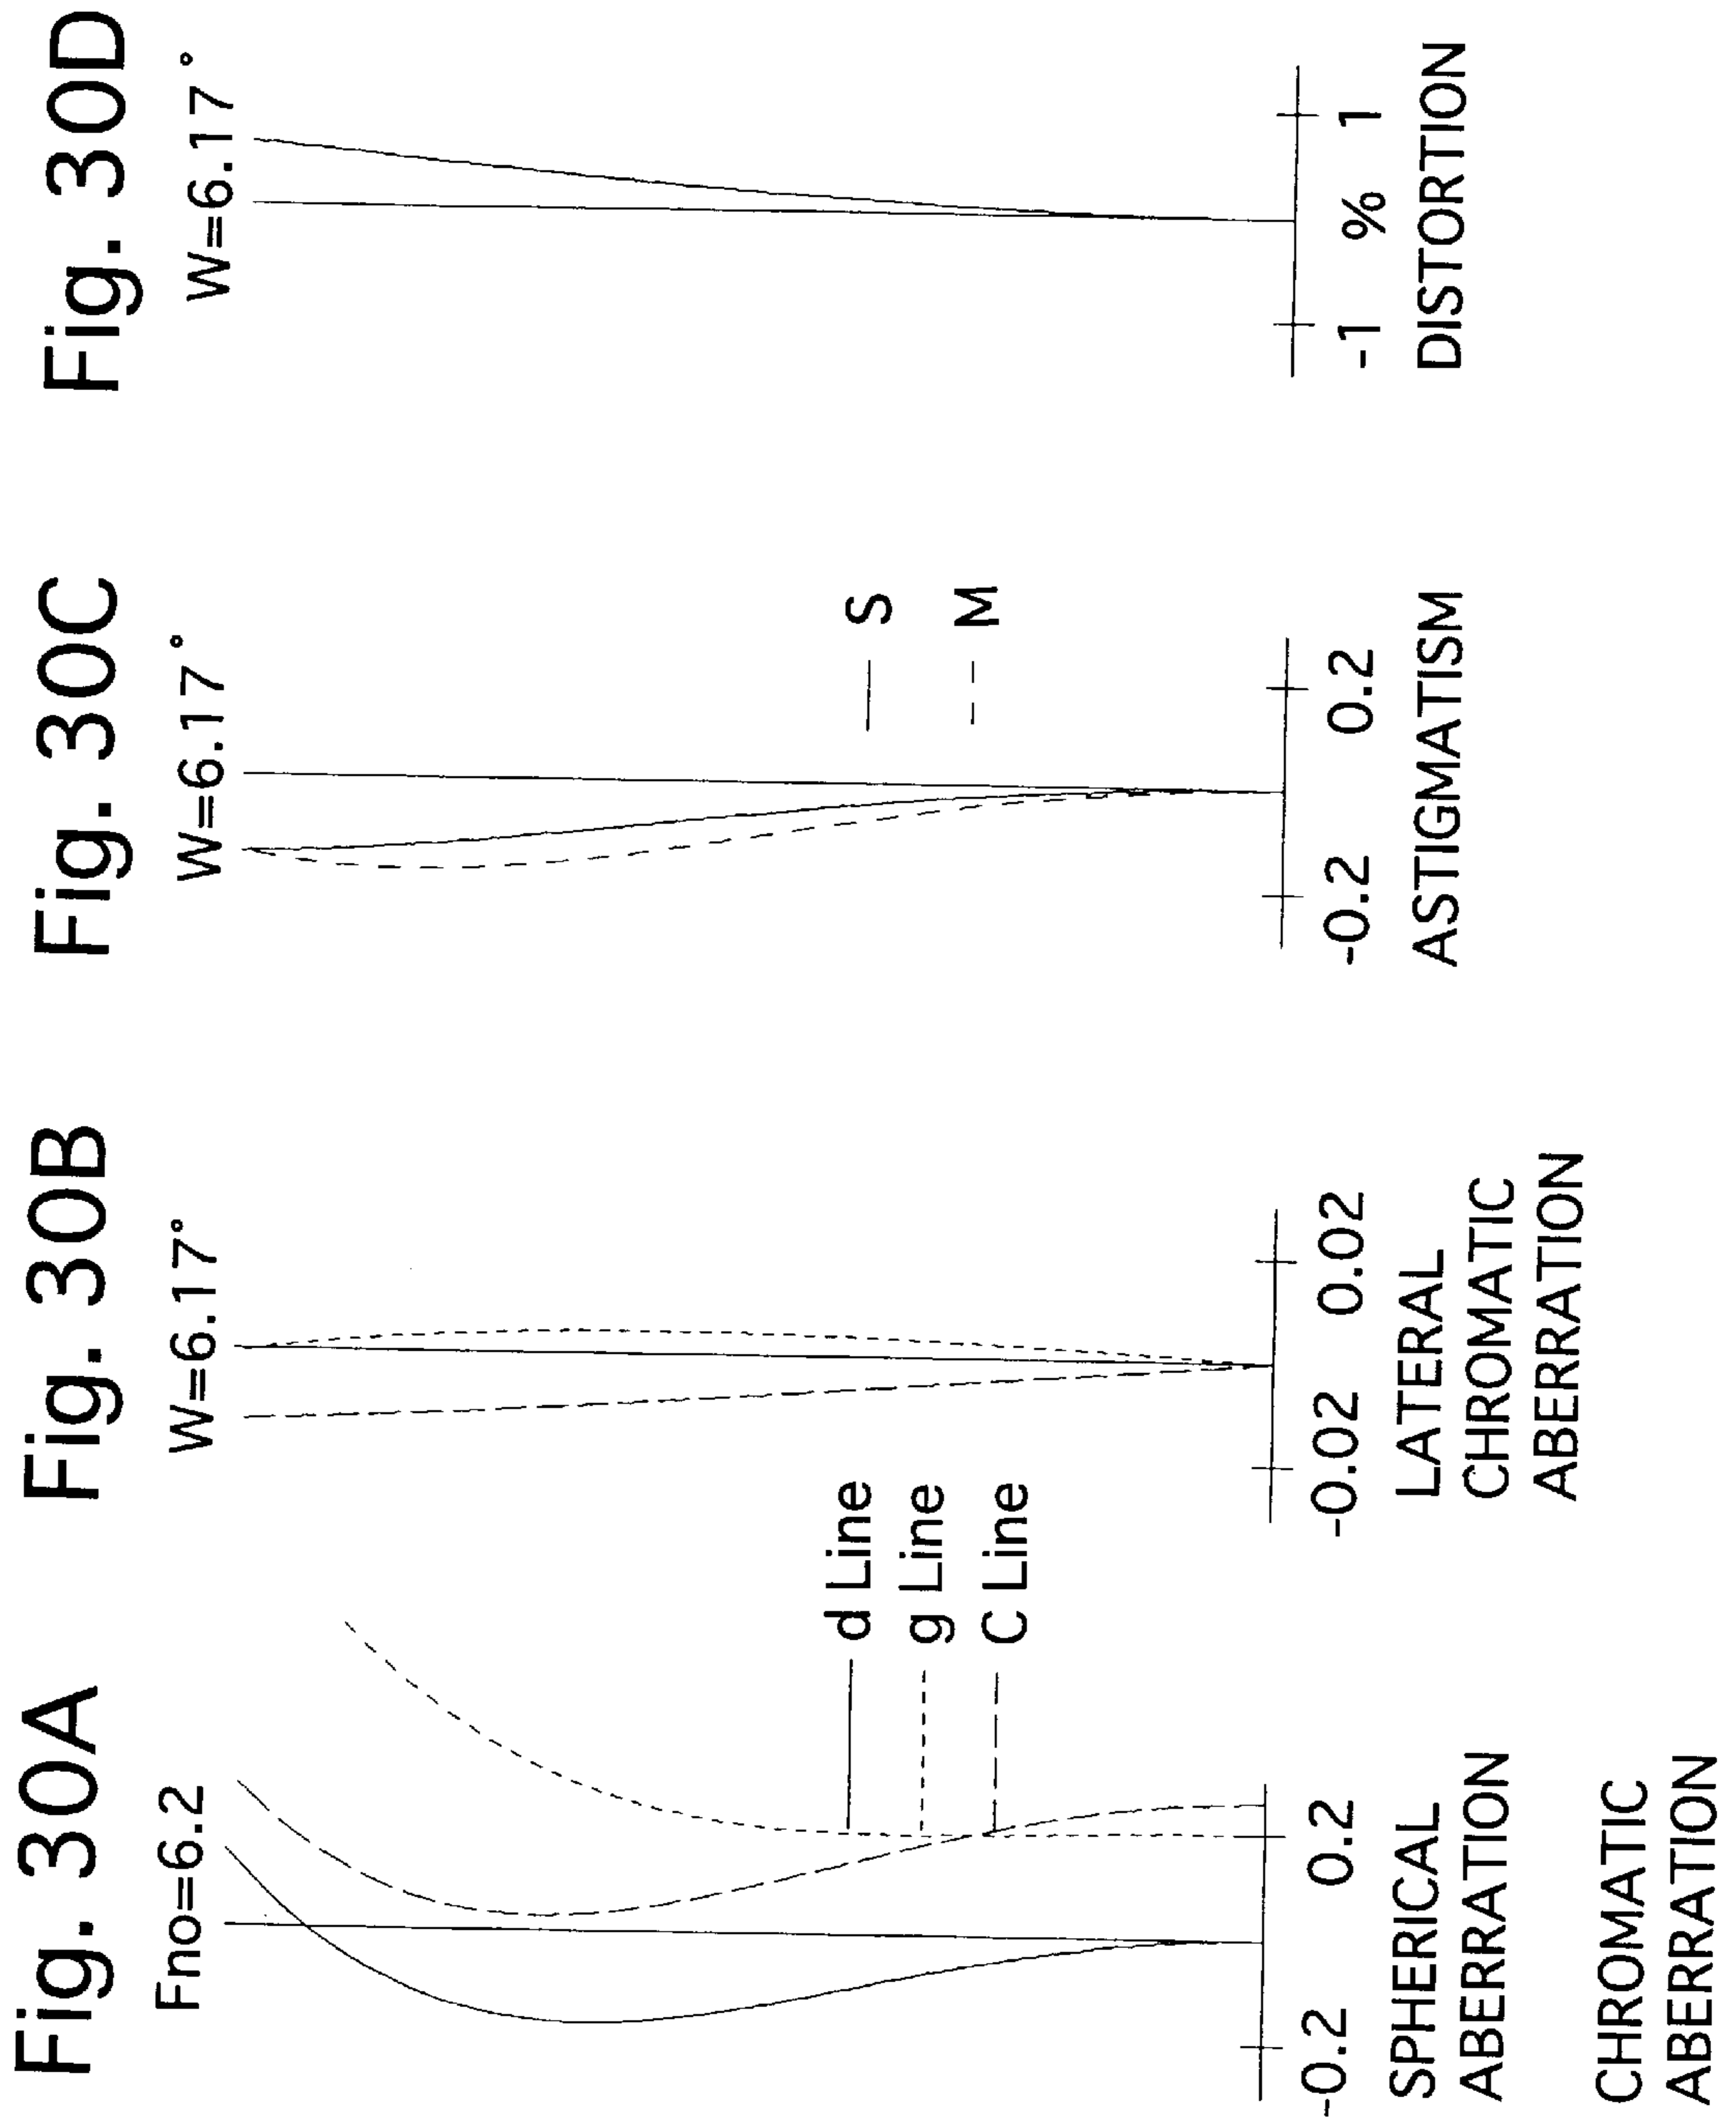 Fig. 30A
Fno=6.2
d Line
g Line
C Line
-0.2
0.2
SPHERICAL
ABERRATION
CHROMATIC
ABERRATION
Fig. 30B
W=6.17°
-0.02
0.02
LATERAL
CHROMATIC
ABERRATION
Fig. 30C
W=6.17°
S
M
-0.2
0.2
ASTIGMATISM
Fig. 30D
W=6.17°
-1
%
1
DISTORTION